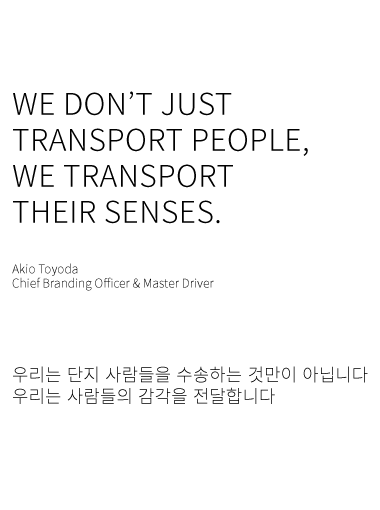 WE DON’T JUST
TRANSPORT PEOPLE,
WE TRANSPORT
THEIR SENSES.
Akio Toyoda
Chief Branding Officer & Master Driver
우리는 단지 사람들을 수송하는 것만이 아닙니다
우리는 사람들의 감각을 전달합니다